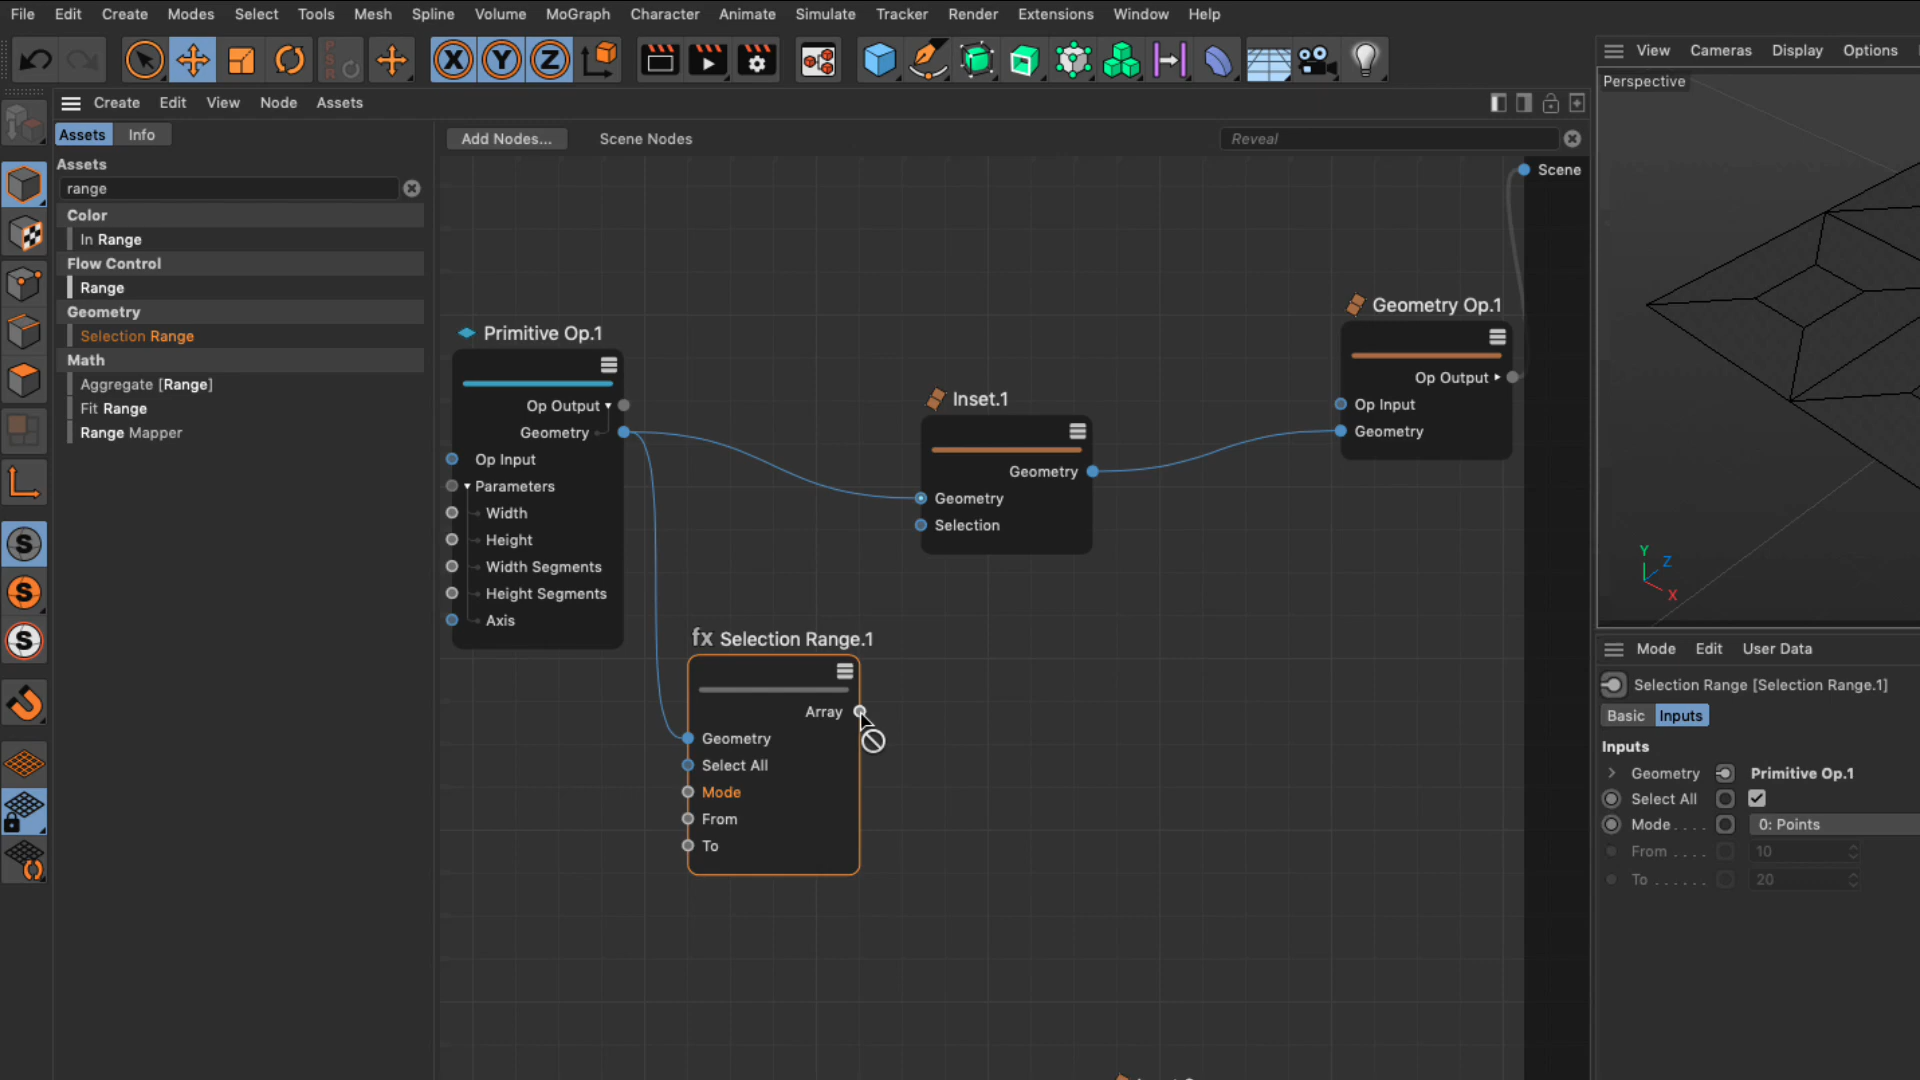 File Edit Create Modes Select Tools Mesh Spline Volume MoGraph Character Animate Simulate Tracker Render Extensions Window Help
P
S
R
X Y Z
View Cameras Display Options
Perspective
Create Edit View Node Assets
Assets Info
Add Nodes... Scene Nodes Reveal
Assets
range
Color
In Range
Flow Control
Range
Geometry
Selection Range
Math
Aggregate [Range]
Fit Range
Range Mapper
S
S
S
Scene
Primitive Op.1
Op Output
Geometry
Op Input
Parameters
Width
Height
Width Segments
Height Segments
Axis
Inset.1
Geometry
Geometry
Selection
Geometry Op.1
Op Output
Op Input
Geometry
fx Selection Range.1
Array
Geometry
Select All
Mode
From
To
Y
Z
X
Mode Edit User Data
Selection Range [Selection Range.1]
Basic Inputs
Inputs
Geometry Primitive Op.1
Select All
Mode . . . . 0: Points
From . . . . 10
To . . . . . . 20